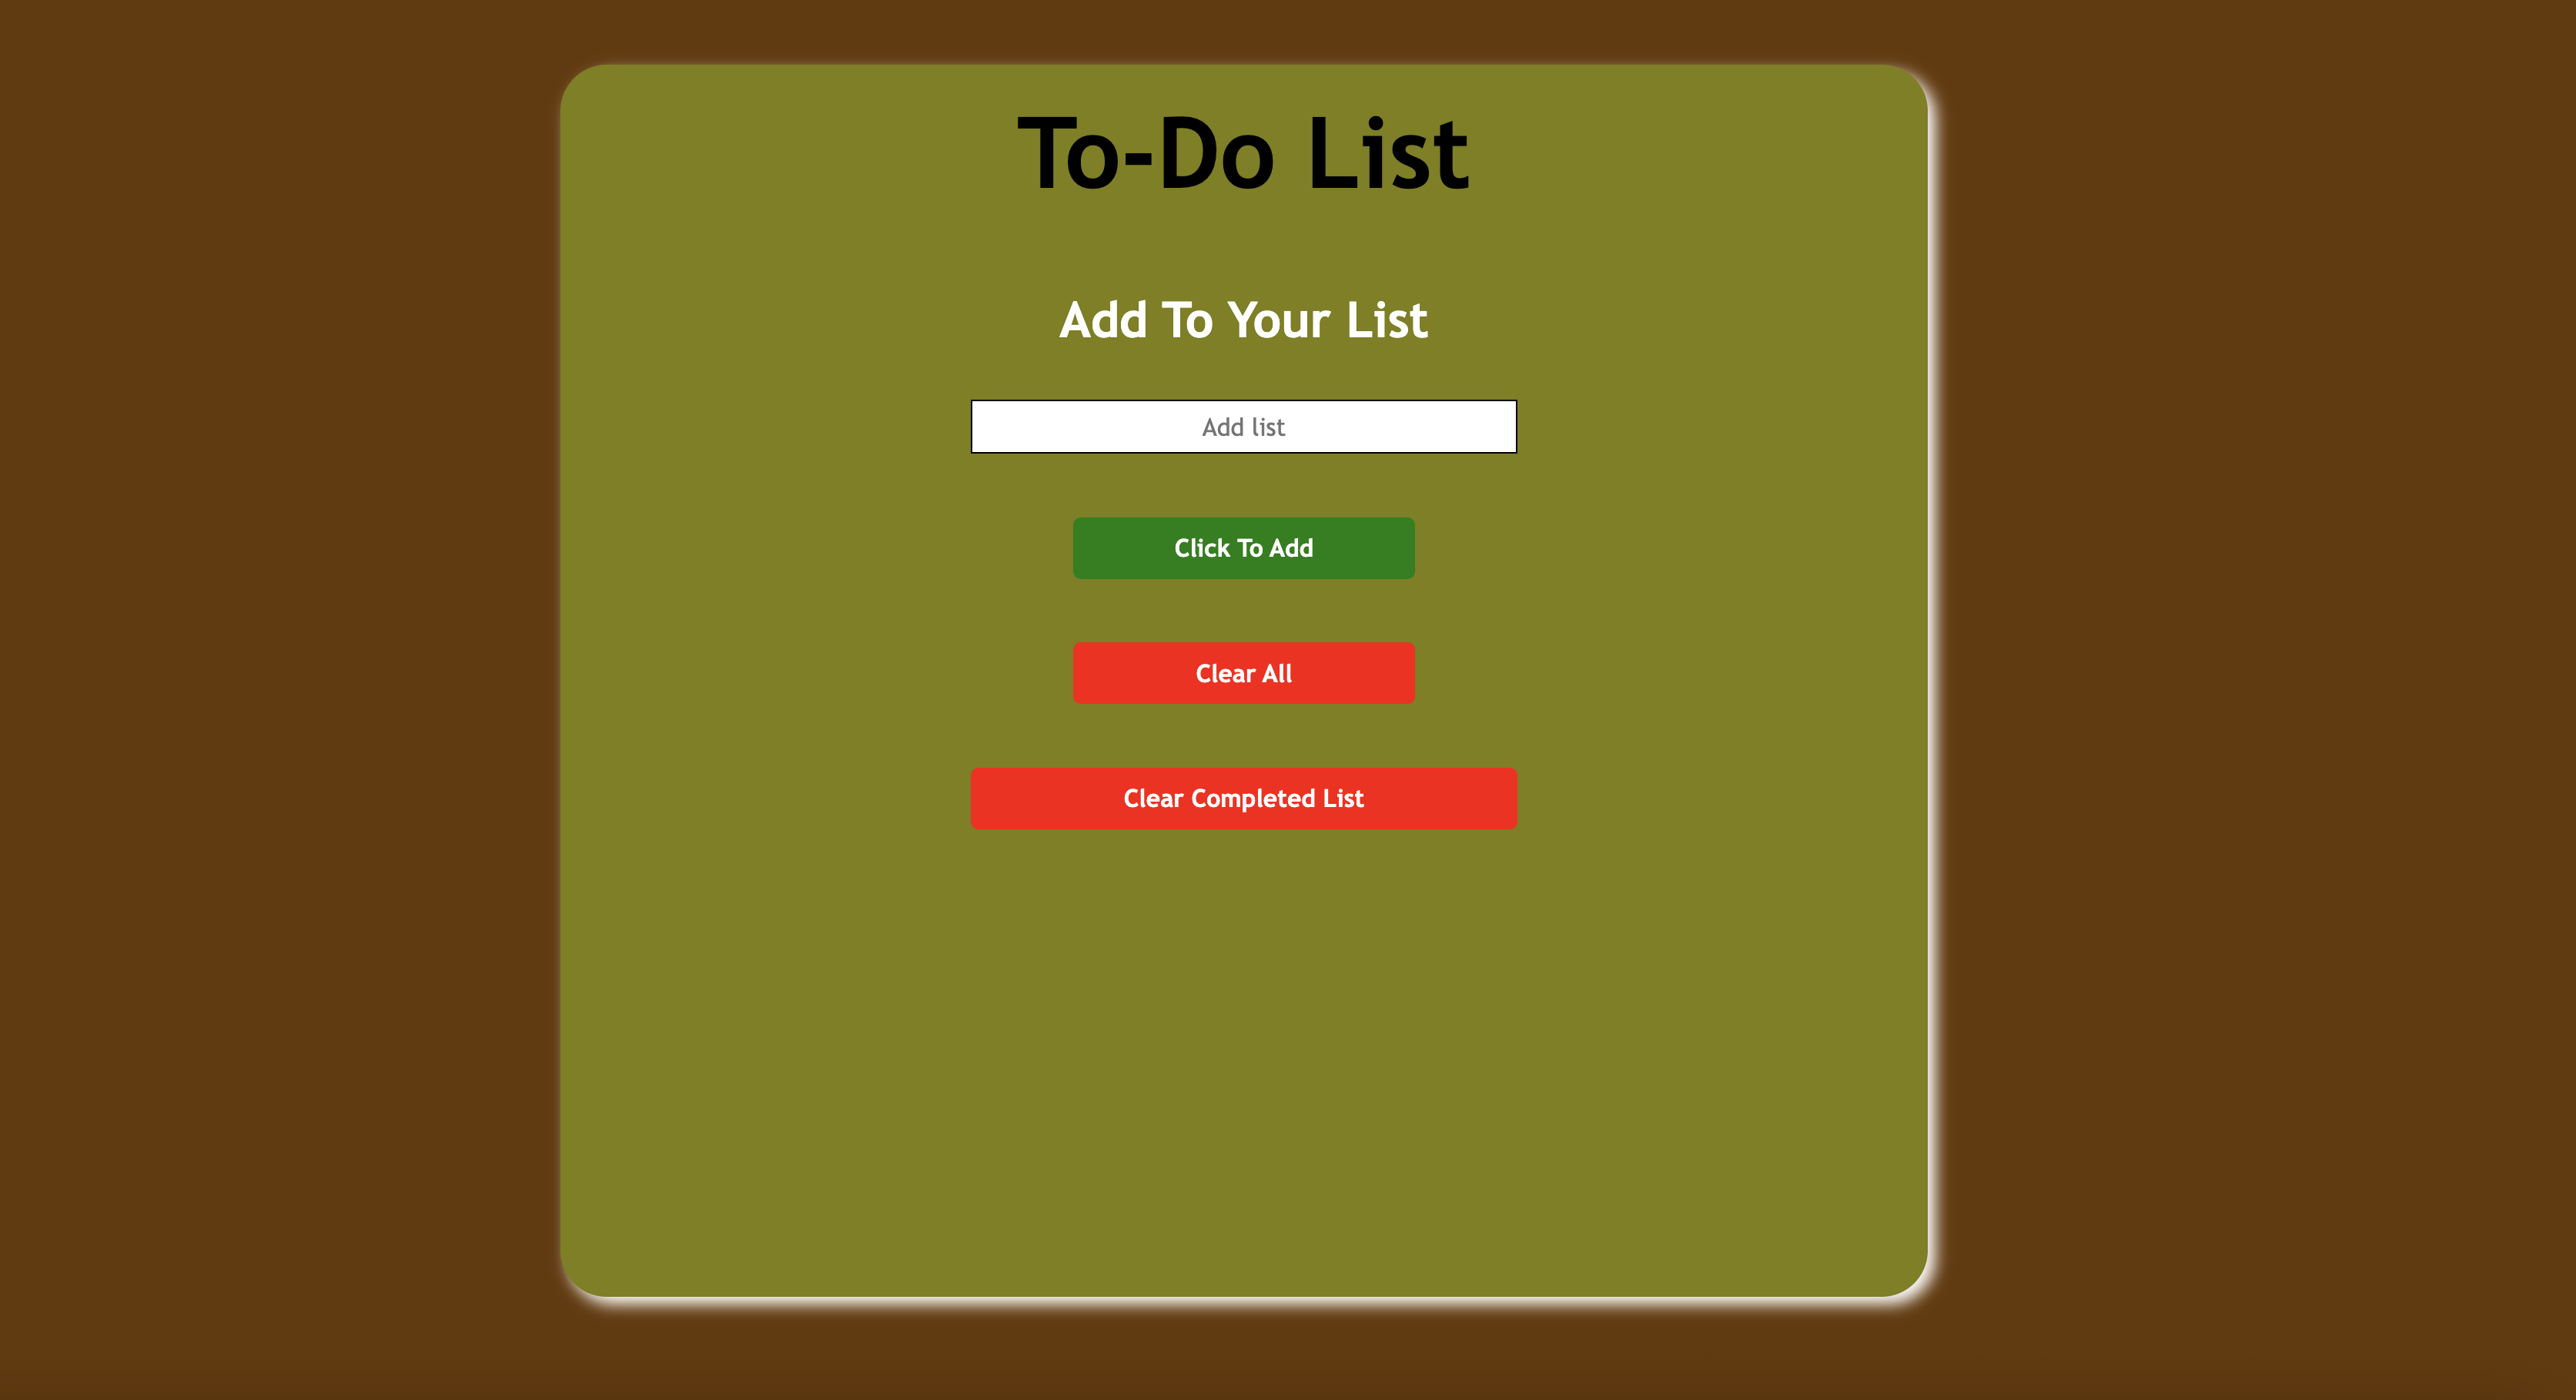 To-Do List
Add To Your List
Add list
Click To Add
Clear All
Clear Completed List